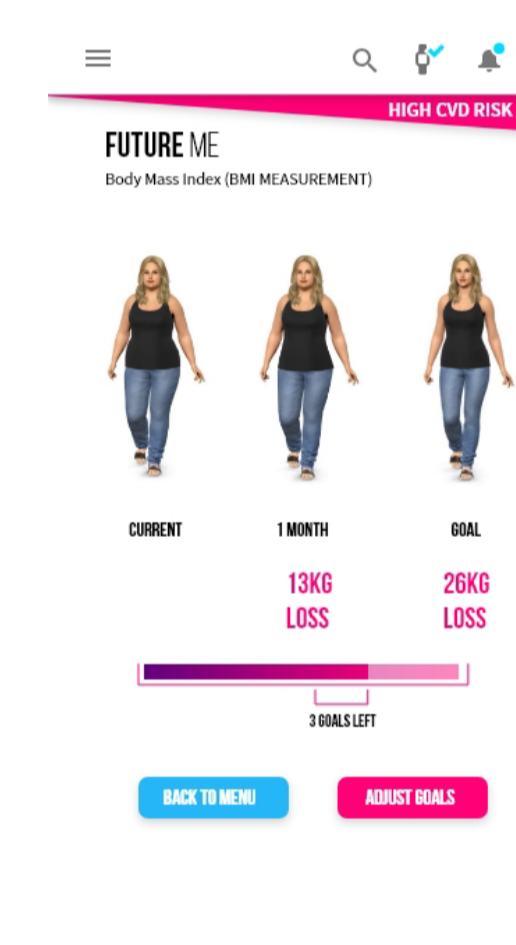 HIGH CVD RISK
FUTURE ME
Body Mass Index (BMI MEASUREMENT)
CURRENT
1 MONTH
GOAL
13KG
LOSS
26KG
LOSS
3 GOALS LEFT
BACK TO MENU
ADJUST GOALS